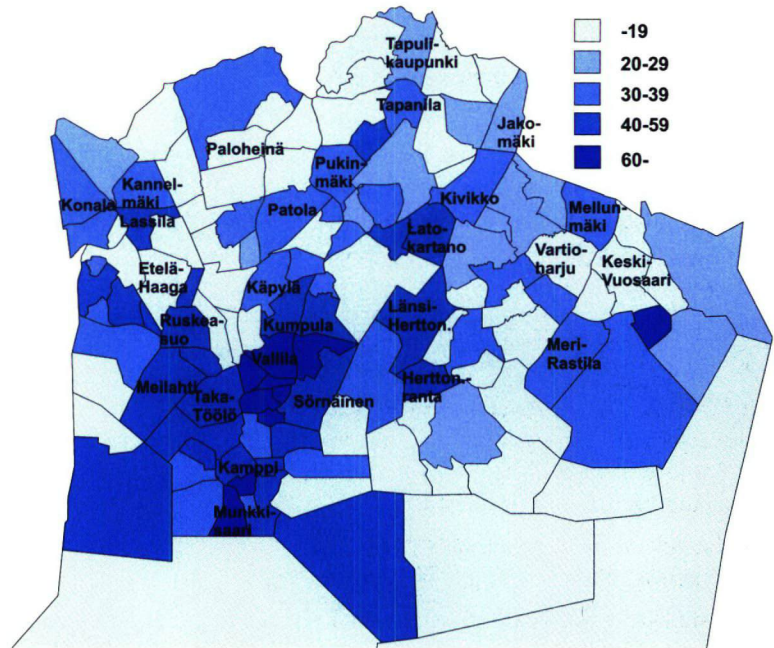 -19
20-29
30-39
40-59
60-
Tapuli-
kaupunki
Tapanila
Jako-
mäki
Paloheinä
Pukin-
mäki
Kannel-
mäki
Konala
Lassila
Patola
Kivikko
Mellun-
mäki
Lato-
kartano
Vartio-
harju
Keski-
Vuosaari
Etelä-
Haaga
Käpylä
Länsi-
Hertton.
Ruskea-
suo
Kumpula
Vallila
Meri-
Rastila
Meilahti
Taka-
Töölö
Sörnäinen
Hertton.-
ranta
Kamppi
Munkki-
saari